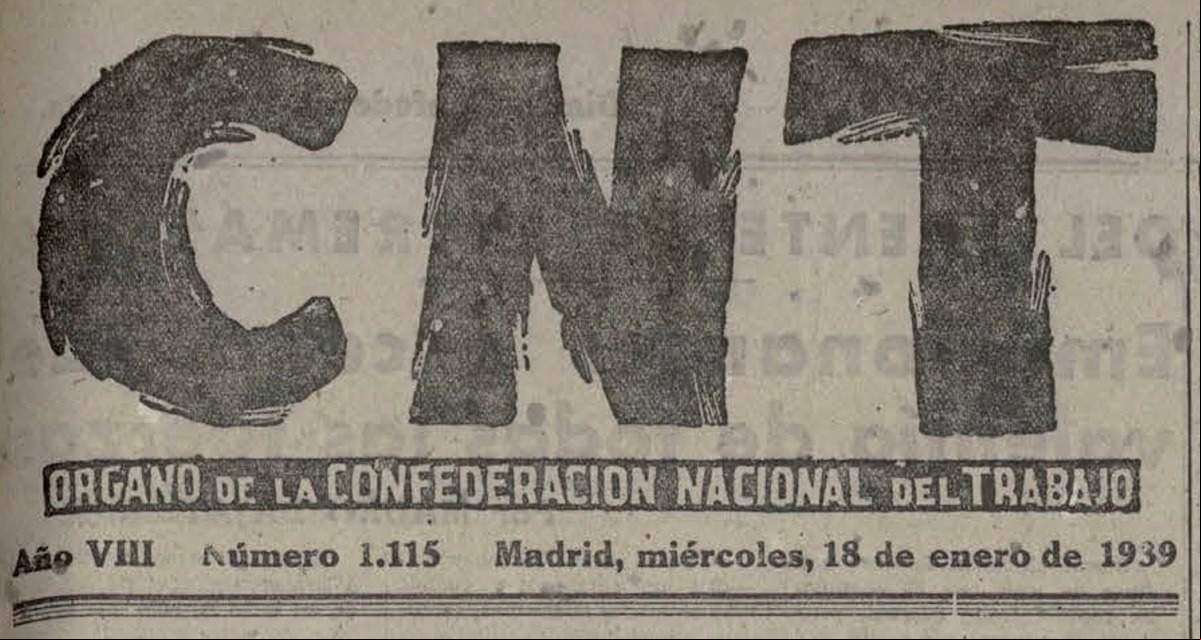 CNT
ORGANO DE LA CONFEDERACION NACIONAL DEL TRABAJO
Año VIII Número 1.115 Madrid, miércoles, 18 de enero de 1939